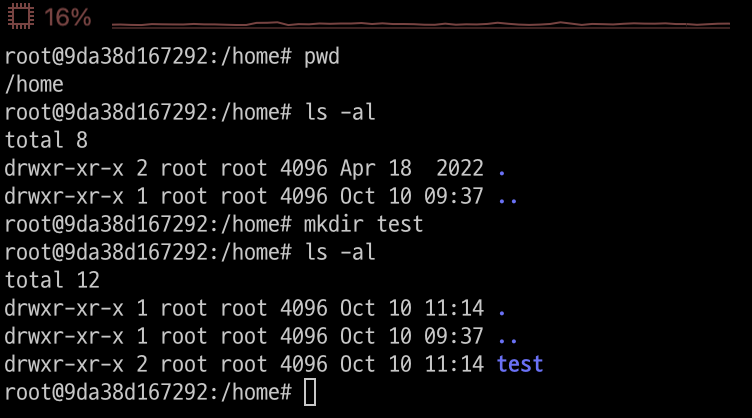 16%
root@9da38d167292:/home# pwd
/home
root@9da38d167292:/home# ls -al
total 8
drwxr-xr-x 2 root root 4096 Apr 18  2022 .
drwxr-xr-x 1 root root 4096 Oct 10 09:37 ..
root@9da38d167292:/home# mkdir test
root@9da38d167292:/home# ls -al
total 12
drwxr-xr-x 1 root root 4096 Oct 10 11:14 .
drwxr-xr-x 1 root root 4096 Oct 10 09:37 ..
drwxr-xr-x 2 root root 4096 Oct 10 11:14 test
root@9da38d167292:/home#